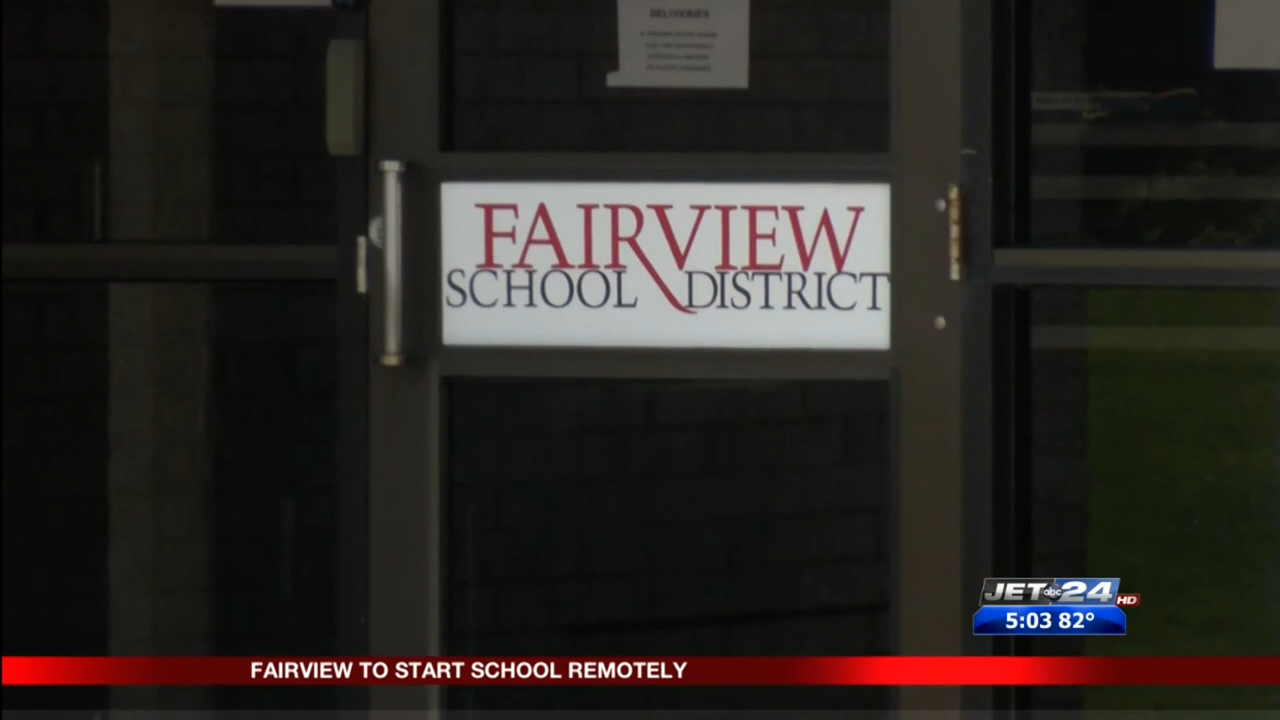 DELIVERIES
FAIRVIEW
SCHOOL DISTRICT
JET abc 24 HD
5:03 82°
FAIRVIEW TO START SCHOOL REMOTELY